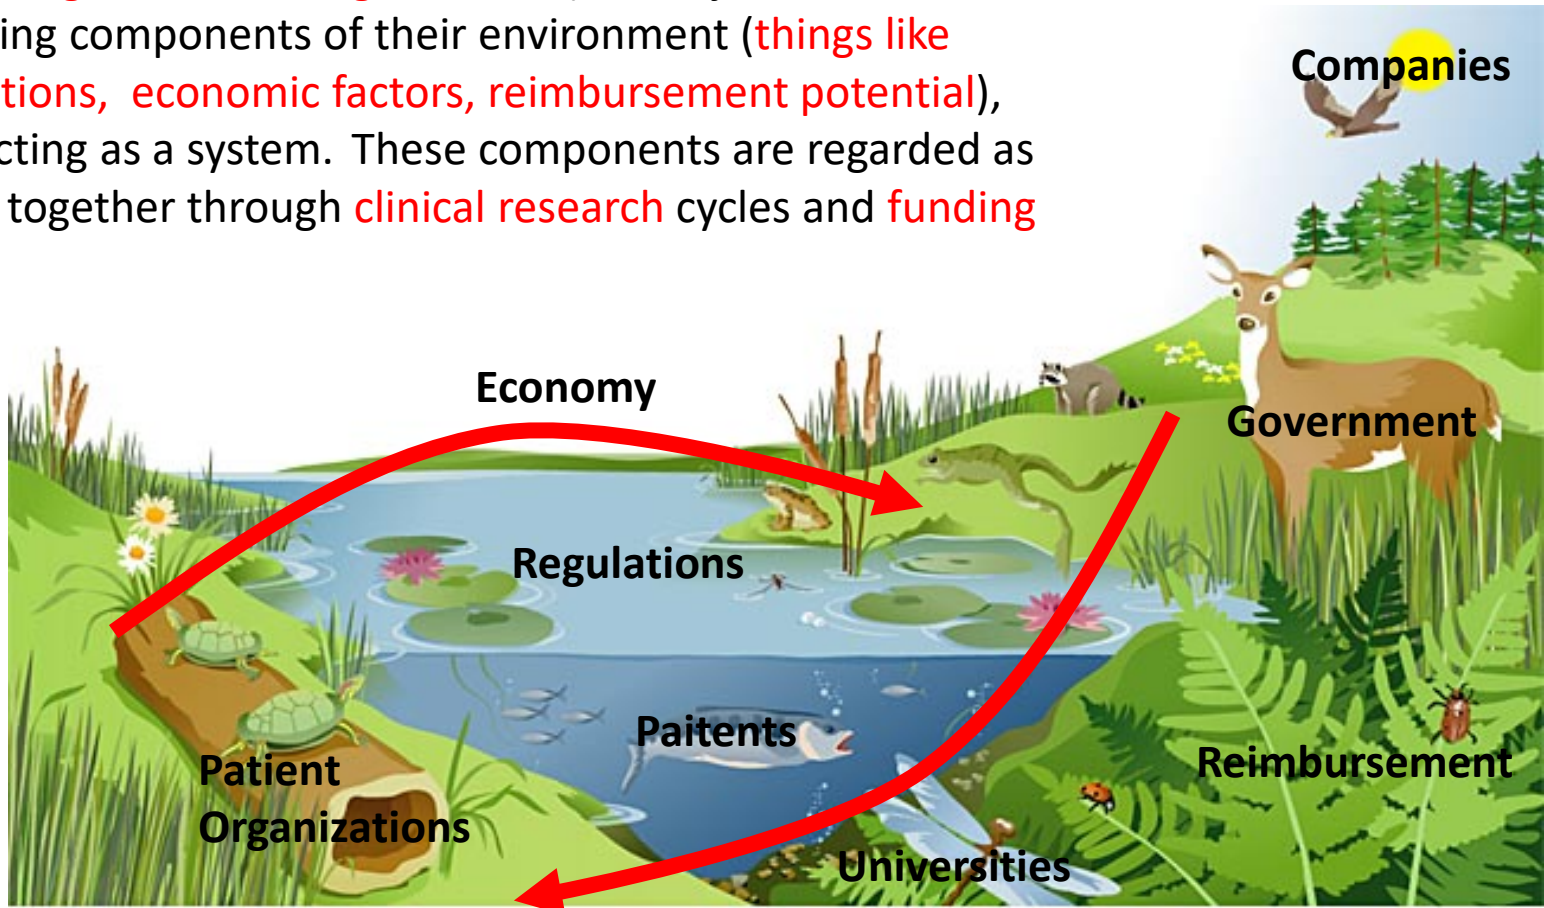 ing components of their environment (things like
tions, economic factors, reimbursement potential),
cting as a system. These components are regarded as
together through clinical research cycles and funding
Companies
Economy
Government
Regulations
Paitents
Patient
Organizations
Reimbursement
Universities